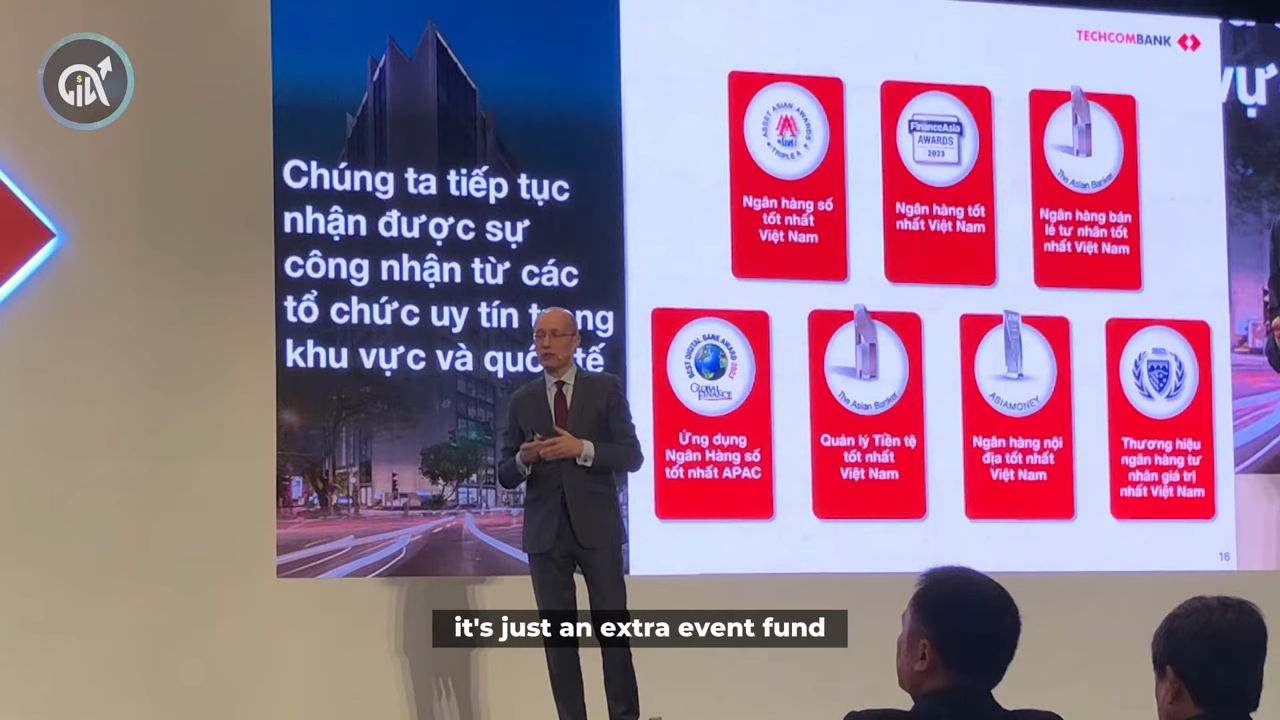 TECHCOMBANK
Chúng ta tiếp tục
nhận được sự
công nhận từ các
tổ chức uy tín
khu vực và quốc tế
ASSET ASIAN AWARDS
TRIPLE A
Ngân hàng số
tốt nhất
Việt Nam
FinanceAsia
AWARDS
2023
Ngân hàng tốt
nhất Việt Nam
The Asian Banker
Ngân hàng bán
lẻ tư nhân tốt
nhất Việt Nam
BEST DIGITAL BANK AWARD 2023
GLOBAL
FINANCE
Ứng dụng
Ngân Hàng số
tốt nhất APAC
The Asian Banker
Quản lý Tiền tệ
tốt nhất
Việt Nam
ASIAMONEY
Ngân hàng nội
địa tốt nhất
Việt Nam
Thương hiệu
ngân hàng tư
nhân giá trị
nhất Việt Nam
16
it's just an extra event fund